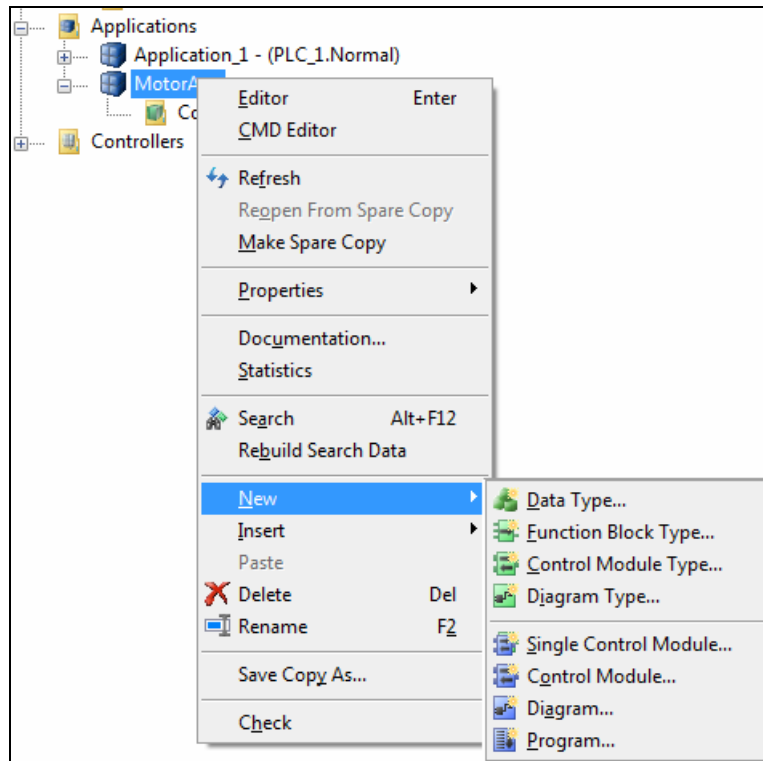 Applications
Application_1 - (PLC_1.Normal)
Controllers
Editor Enter
CMD Editor
Refresh
Reopen From Spare Copy
Make Spare Copy
Properties
Documentation...
Statistics
Search Alt+F12
Rebuild Search Data
New
Insert
Paste
Delete Del
Rename F2
Save Copy As...
Check
Data Type...
Function Block Type...
Control Module Type...
Diagram Type...
Single Control Module...
Control Module...
Diagram...
Program...